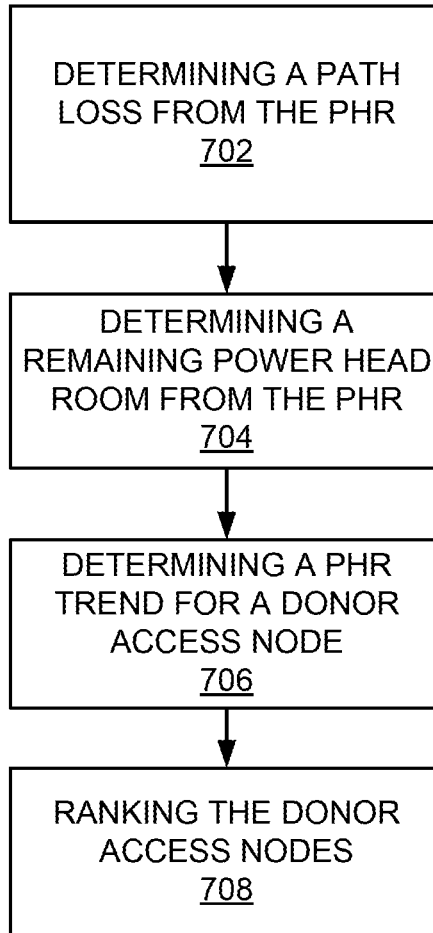 DETERMINING A PATH
LOSS FROM THE PHR
702
DETERMINING A
REMAINING POWER HEAD
ROOM FROM THE PHR
704
DETERMINING A PHR
TREND FOR A DONOR
ACCESS NODE
706
RANKING THE DONOR
ACCESS NODES
708